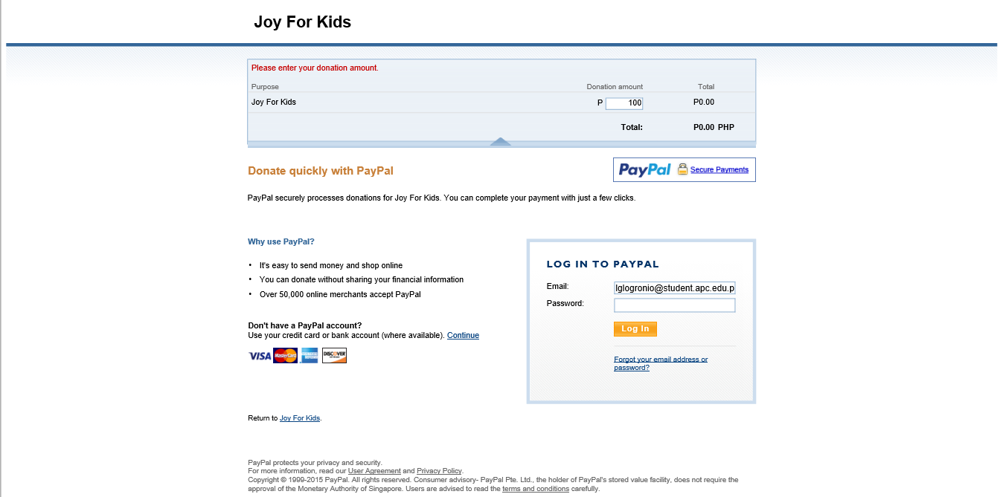 Joy For Kids
Please enter your donation amount.
Purpose Donation amount Total
Joy For Kids P 100 P0.00
Total: P0.00 PHP
Donate quickly with PayPal
PayPal Secure Payments
PayPal securely processes donations for Joy For Kids. You can complete your payment with just a few clicks.
Why use PayPal?
• It's easy to send money and shop online
• You can donate without sharing your financial information
• Over 50,000 online merchants accept PayPal
Don't have a PayPal account?
Use your credit card or bank account (where available). Continue
VISA MasterCard DISCOVER
LOG IN TO PAYPAL
Email: lglogronio@student.apc.edu.p
Password:
Log In
Forgot your email address or
password?
Return to Joy For Kids.
PayPal protects your privacy and security.
For more information, read our User Agreement and Privacy Policy.
Copyright © 1999-2015 PayPal. All rights reserved. Consumer advisory- PayPal Pte. Ltd., the holder of PayPal's stored value facility, does not require the
approval of the Monetary Authority of Singapore. Users are advised to read the terms and conditions carefully.